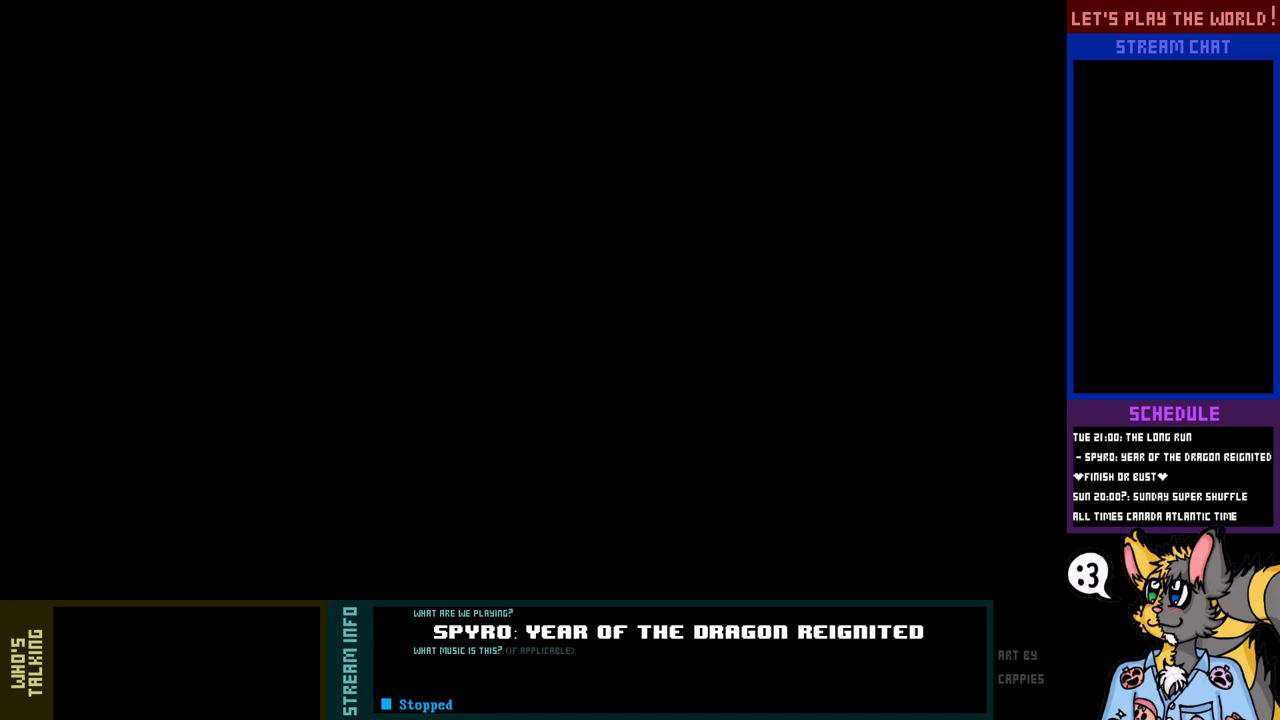 LET'S PLAY THE WORLD!
STREAM CHAT
SCHEDULE
TUE 21:00: THE LONG RUN
- SPYRO: YEAR OF THE DRAGON REIGNITED
♥FINISH OR BUST♥
SUN 20:00?: SUNDAY SUPER SHUFFLE
ALL TIMES CANADA ATLANTIC TIME
:3
WHO'S TALKING
STREAM INFO
WHAT ARE WE PLAYING?
SPYRO: YEAR OF THE DRAGON REIGNITED
WHAT MUSIC IS THIS? (IF APPLICABLE)
Stopped
ART BY
CAPPIES